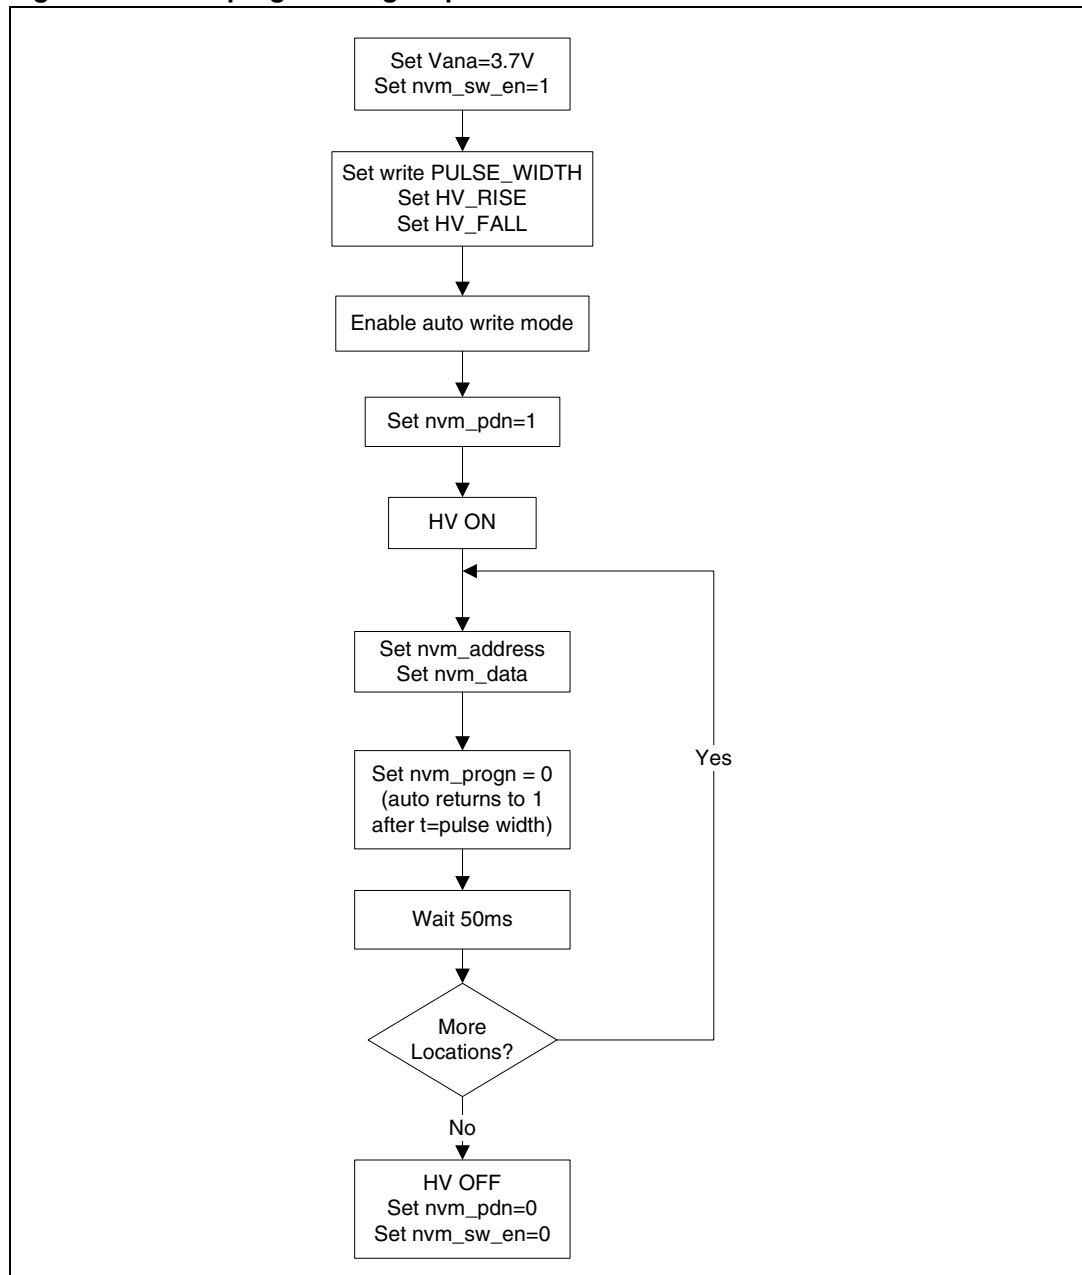 Set Vana=3.7V
Set nvm_sw_en=1
Set write PULSE_WIDTH
Set HV_RISE
Set HV_FALL
Enable auto write mode
Set nvm_pdn=1
HV ON
Set nvm_address
Set nvm_data
Set nvm_progn = 0
(auto returns to 1
after t=pulse width)
Yes
Wait 50ms
More
Locations?
No
HV OFF
Set nvm_pdn=0
Set nvm_sw_en=0